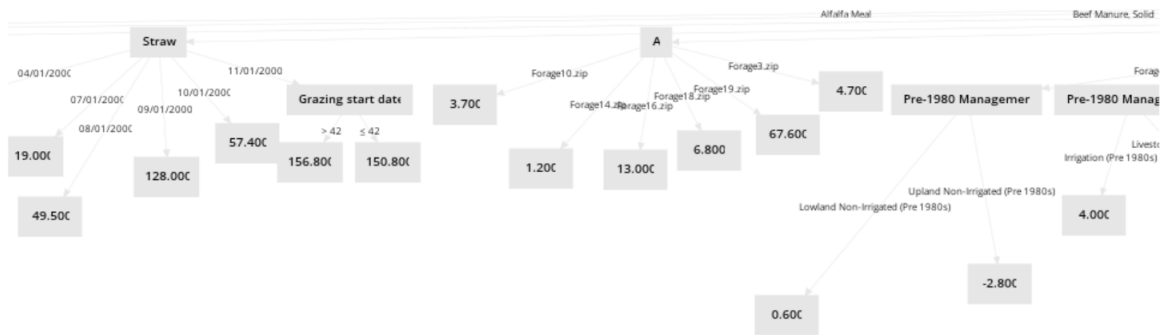 Alfalfa Meal
Beef Manure, Solid
Straw
A
04/01/2000
07/01/2000
08/01/2000
09/01/2000
10/01/2000
11/01/2000
Grazing start date
> 42
≤ 42
19.000
49.500
128.000
57.400
156.800
150.800
Forage10.zip
Forage14.zip
Forage16.zip
Forage18.zip
Forage19.zip
Forage3.zip
3.700
1.200
13.000
6.800
67.600
4.700
Pre-1980 Managemer
Pre-1980 Manag
Forag
Livesto
Irrigation (Pre 1980s)
Upland Non-Irrigated (Pre 1980s)
Lowland Non-Irrigated (Pre 1980s)
4.000
-2.800
0.600